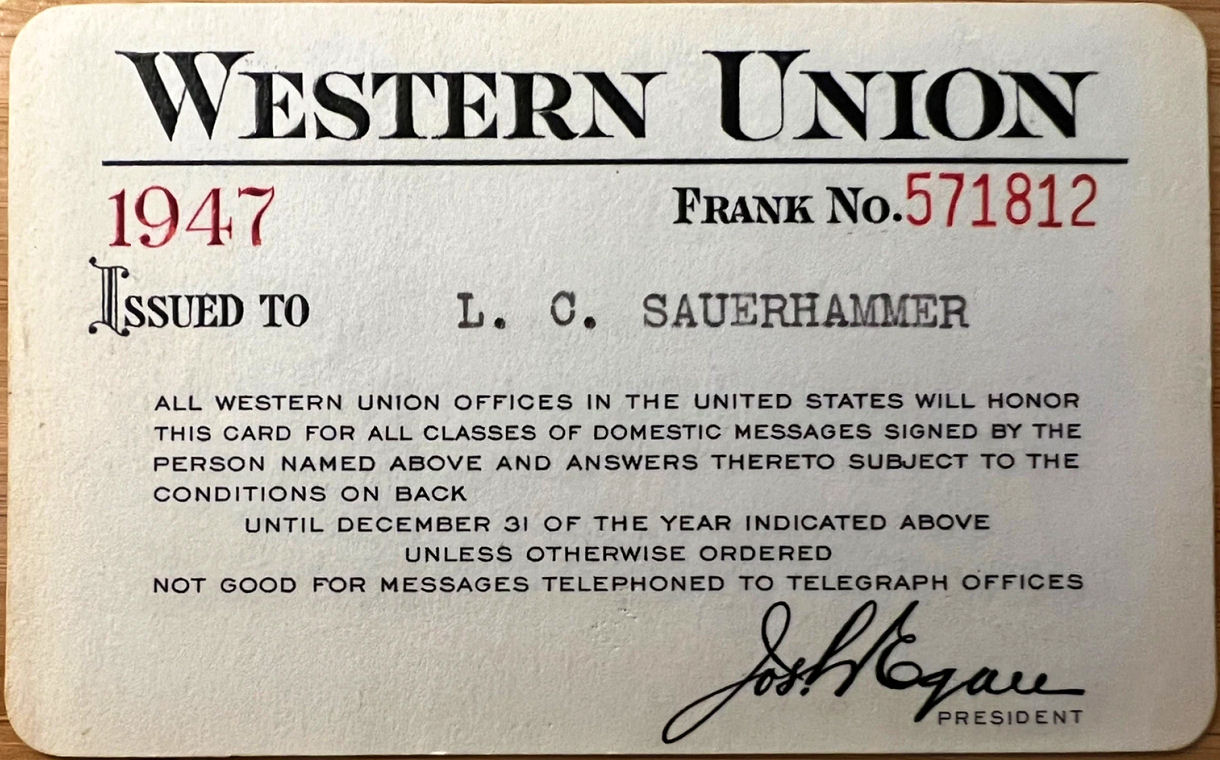 WESTERN UNION
1947 FRANK NO. 571812
ISSUED TO L. C. SAUERHAMMER
ALL WESTERN UNION OFFICES IN THE UNITED STATES WILL HONOR
THIS CARD FOR ALL CLASSES OF DOMESTIC MESSAGES SIGNED BY THE
PERSON NAMED ABOVE AND ANSWERS THERETO SUBJECT TO THE
CONDITIONS ON BACK
UNTIL DECEMBER 31 OF THE YEAR INDICATED ABOVE
UNLESS OTHERWISE ORDERED
NOT GOOD FOR MESSAGES TELEPHONED TO TELEGRAPH OFFICES
Jos. L Egan
PRESIDENT